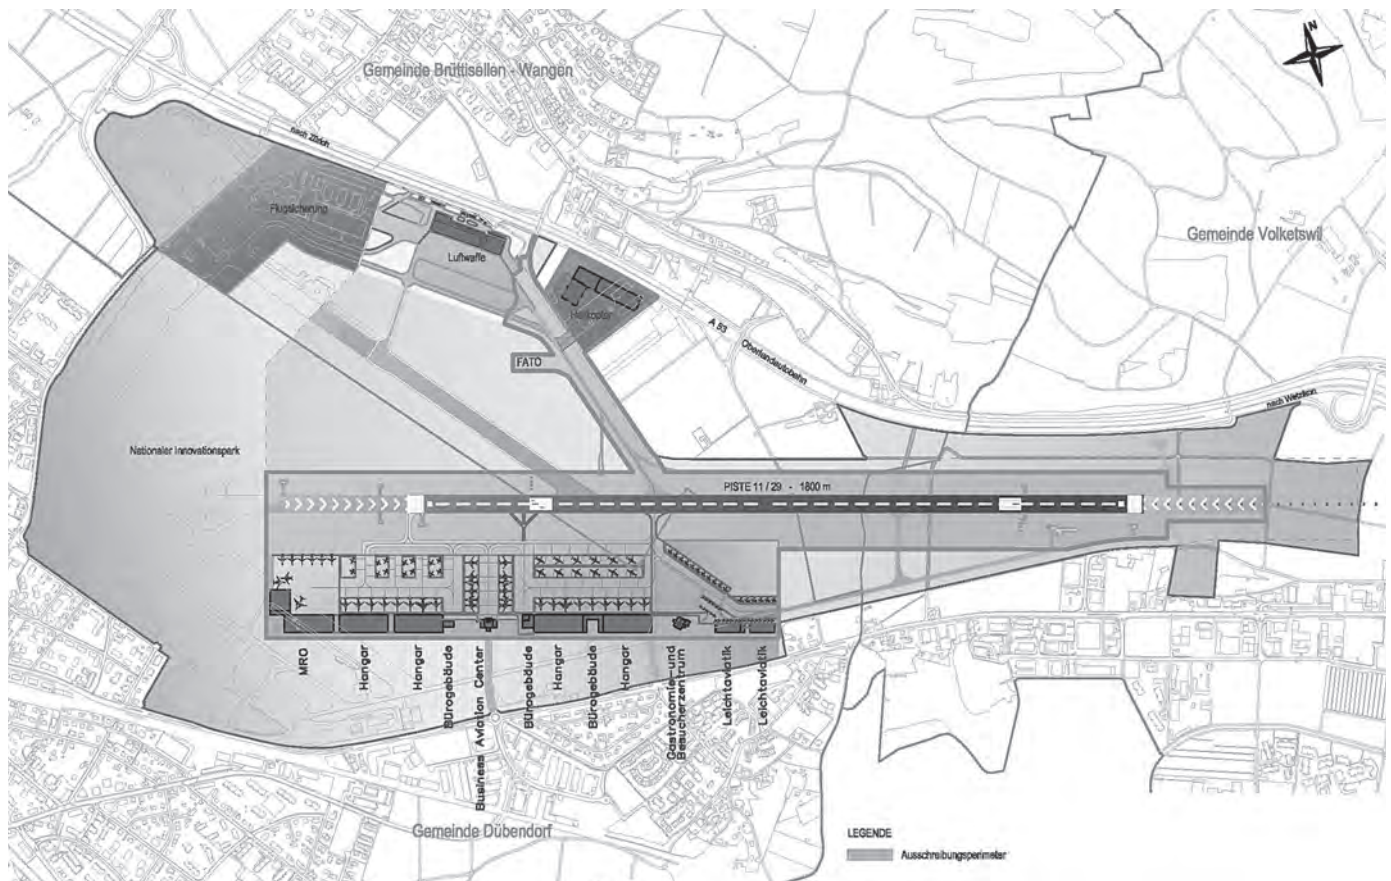 N
Gemeinde Brüttisellen - Wangen
nach Zürich
Flugsicherung
Luftwaffe
Helikopter
Gemeinde Volketswil
A 53
Oberlandautobahn
FATO
nach Wetzikon
Nationaler Innovationspark
PISTE 11 / 29 - 1800 m
MRO
Hangar
Hangar
Bürogebäude
Business Aviation Center
Bürogebäude
Hangar
Bürogebäude
Hangar
Gastronomie-und
Besucherzentrum
Leichtaviatik
Leichtaviatik
Gemeinde Dübendorf
LEGENDE
Ausschreibungsperimeter